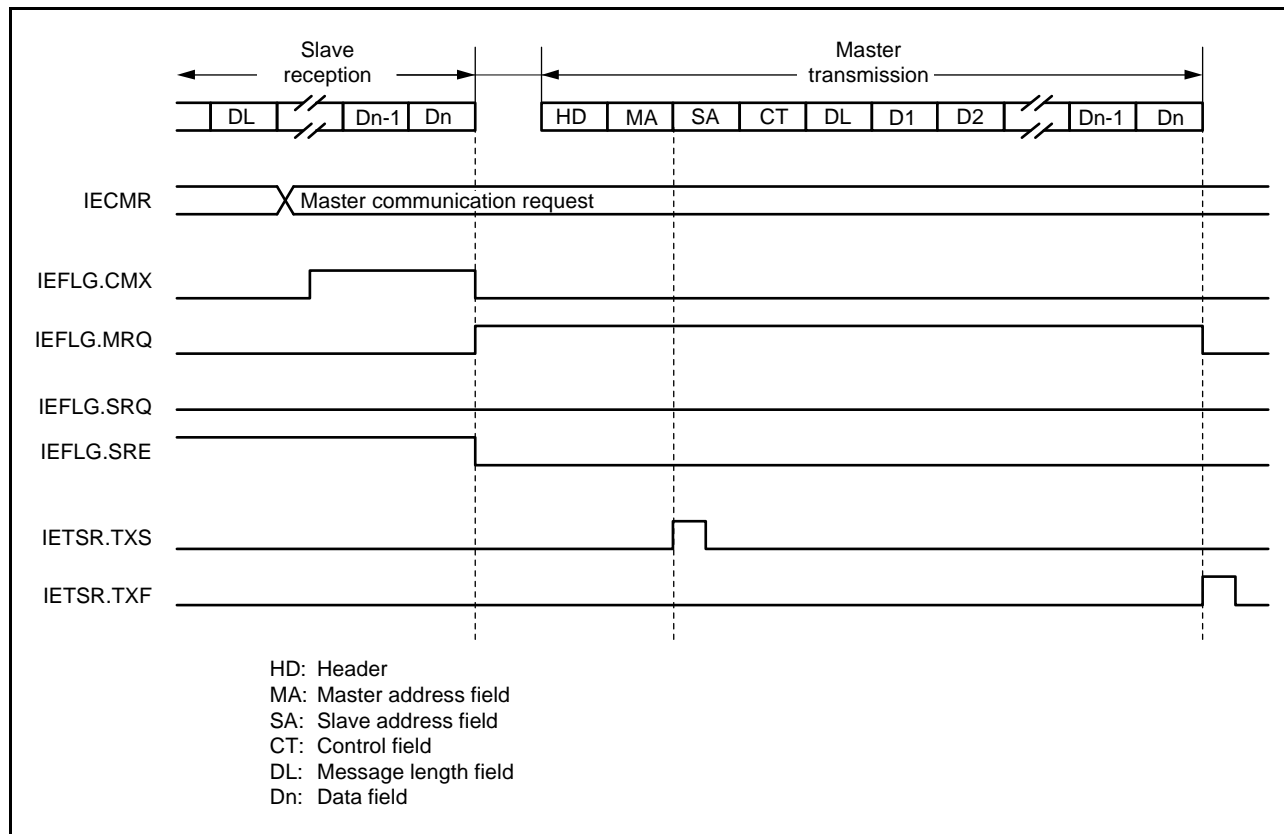 Slave
reception
Master
transmission
DL Dn-1 Dn HD MA SA CT DL D1 D2 Dn-1 Dn
IECMR Master communication request
IEFLG.CMX
IEFLG.MRQ
IEFLG.SRQ
IEFLG.SRE
IETSR.TXS
IETSR.TXF
HD: Header
MA: Master address field
SA: Slave address field
CT: Control field
DL: Message length field
Dn: Data field